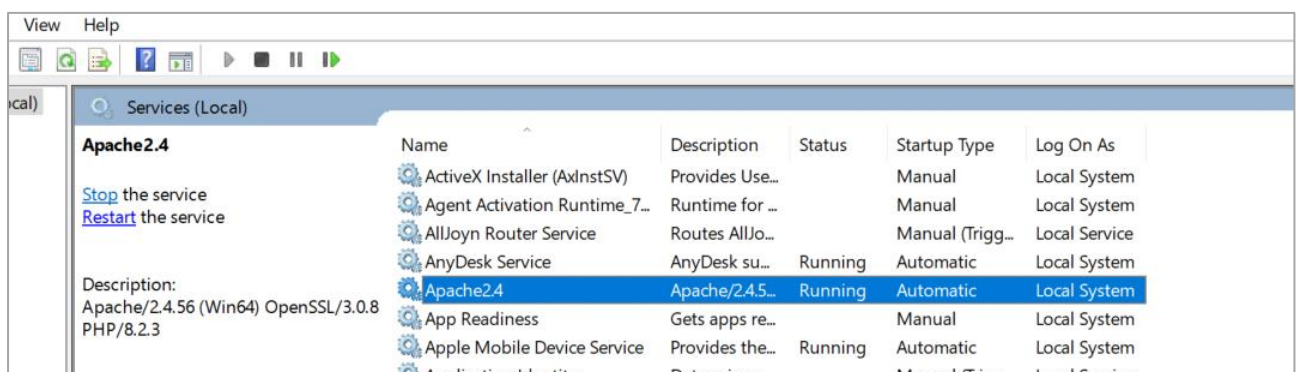 View Help
ocal)
Services (Local)
Apache2.4
Stop the service
Restart the service
Description:
Apache/2.4.56 (Win64) OpenSSL/3.0.8
PHP/8.2.3
Name Description Status Startup Type Log On As
ActiveX Installer (AxInstSV) Provides Use... Manual Local System
Agent Activation Runtime_7... Runtime for ... Manual Local System
AllJoyn Router Service Routes AllJo... Manual (Trigg... Local Service
AnyDesk Service AnyDesk su... Running Automatic Local System
Apache2.4 Apache/2.4.5... Running Automatic Local System
App Readiness Gets apps re... Manual Local System
Apple Mobile Device Service Provides the... Running Automatic Local System